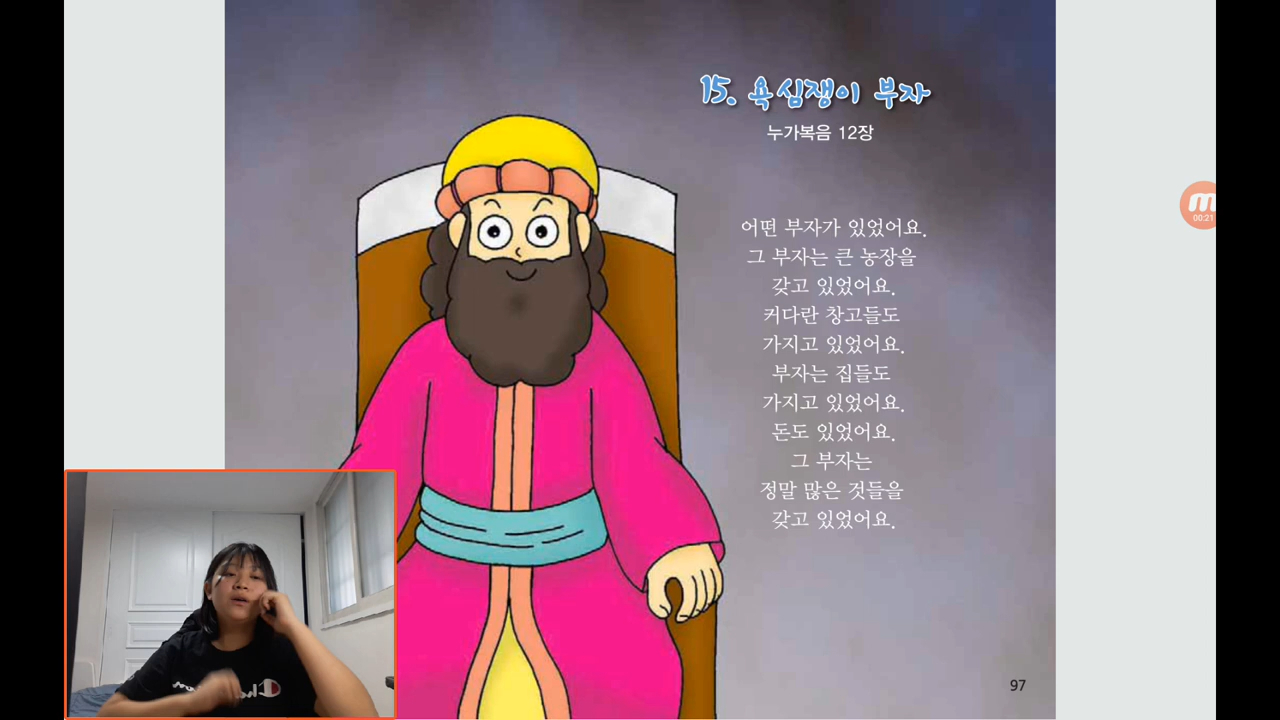 15. 욕심쟁이 부자
누가복음 12장
어떤 부자가 있었어요.
그 부자는 큰 농장을
갖고 있었어요.
커다란 창고들도
가지고 있었어요.
부자는 집들도
가지고 있었어요.
돈도 있었어요.
그 부자는
정말 많은 것들을
갖고 있었어요.
97
00:21